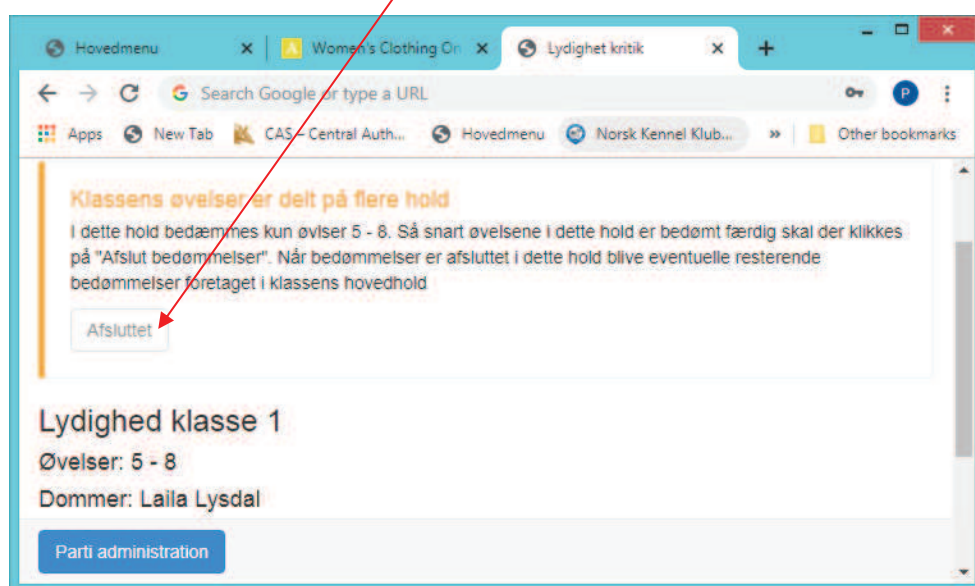 Hovedmenu
Women's Clothing On
Lydighet kritik
Search Google or type a URL
P
Apps
New Tab
CAS – Central Auth...
Hovedmenu
Norsk Kennel Klub...
»
Other bookmarks
Klassens øvelser er delt på flere hold
I dette hold bedæmmes kun øvlser 5 - 8. Så snart øvelsene i dette hold er bedømt færdig skal der klikkes
på "Afslut bedømmelser". Når bedømmelser er afsluttet i dette hold blive eventuelle resterende
bedømmelser foretaget i klassens hovedhold
Afsluttet
Lydighed klasse 1
Øvelser: 5 - 8
Dommer: Laila Lysdal
Parti administration